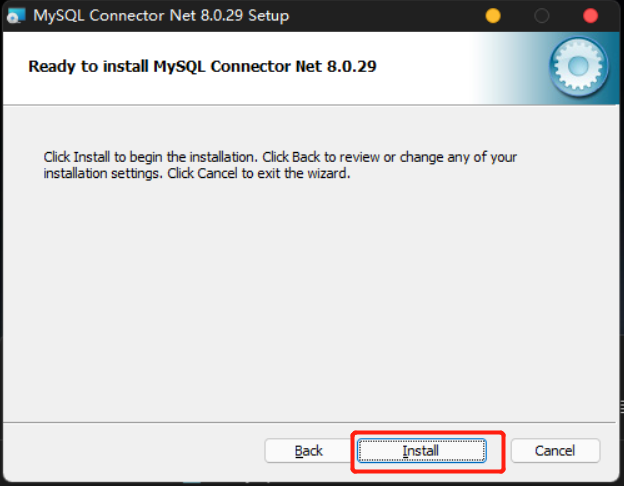 MySQL Connector Net 8.0.29 Setup
Ready to install MySQL Connector Net 8.0.29
Click Install to begin the installation. Click Back to review or change any of your
installation settings. Click Cancel to exit the wizard.
Back
Install
Cancel